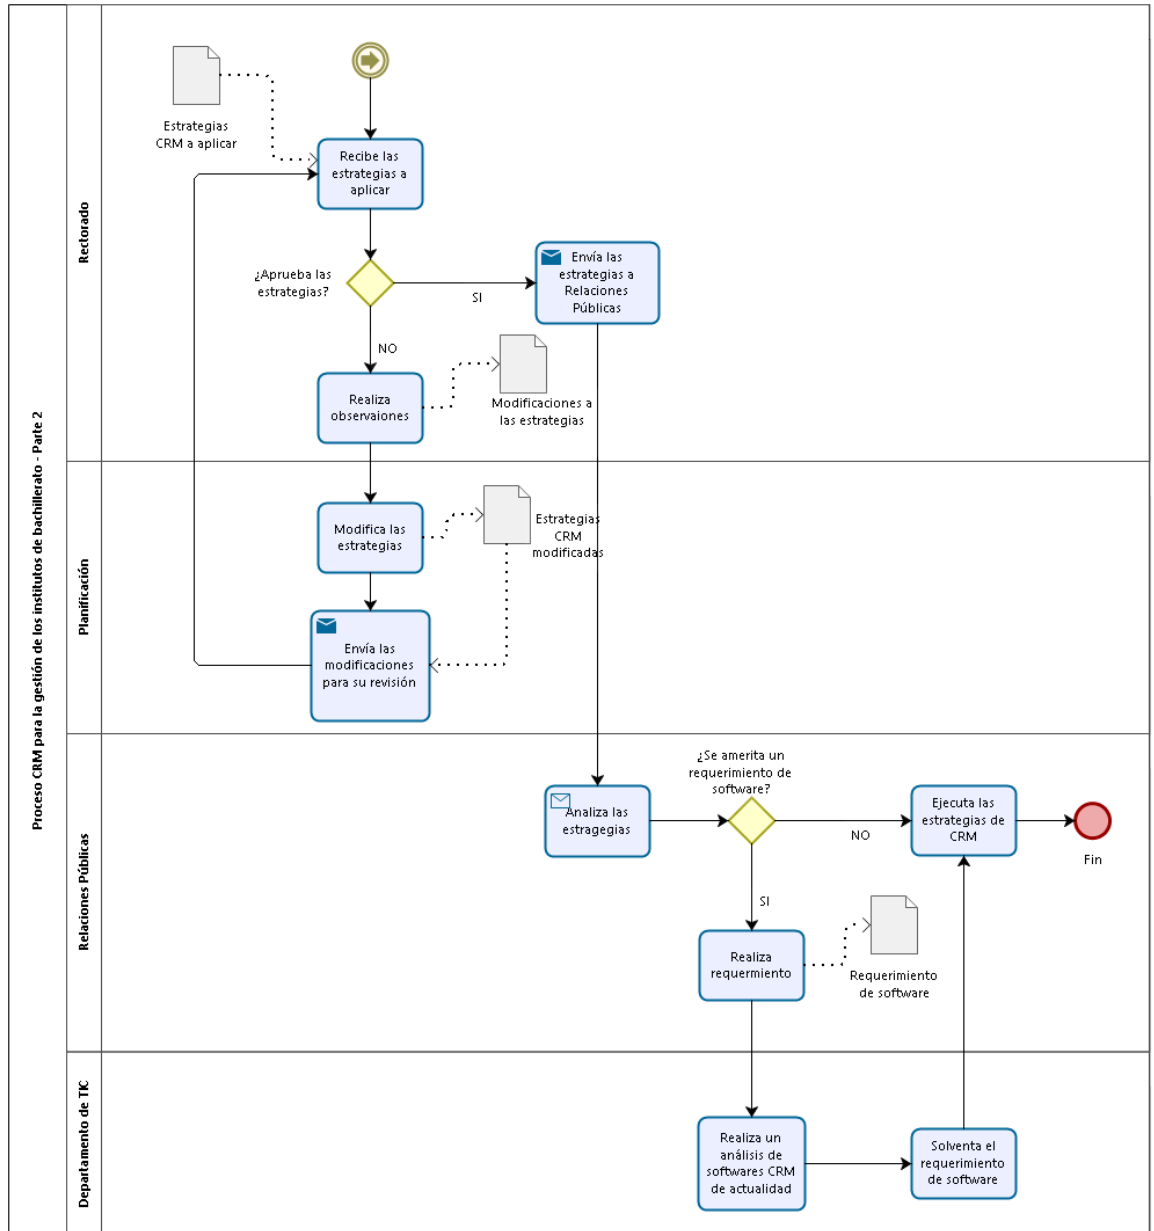 Proceso CRM para la gestión de los institutos de bachillerato - Parte 2
Rectorado
Estrategias
CRM a aplicar
Recibe las
estrategias a
aplicar
¿Aprueba las
estrategias?
SI
Envía las
estrategias a
Relaciones
Públicas
NO
Realiza
observaiones
Modificaciones a
las estrategias
Planificación
Modifica las
estrategias
Estrategias
CRM
modificadas
Envía las
modificaciones
para su revisión
Relaciones Públicas
Analiza las
estragegias
¿Se amerita un
requerimiento de
software?
NO
Ejecuta las
estrategias de
CRM
Fin
SI
Realiza
requermiento
Requerimiento
de software
Departamento de TIC
Realiza un
análisis de
softwares CRM
de actualidad
Solventa el
requerimiento
de software